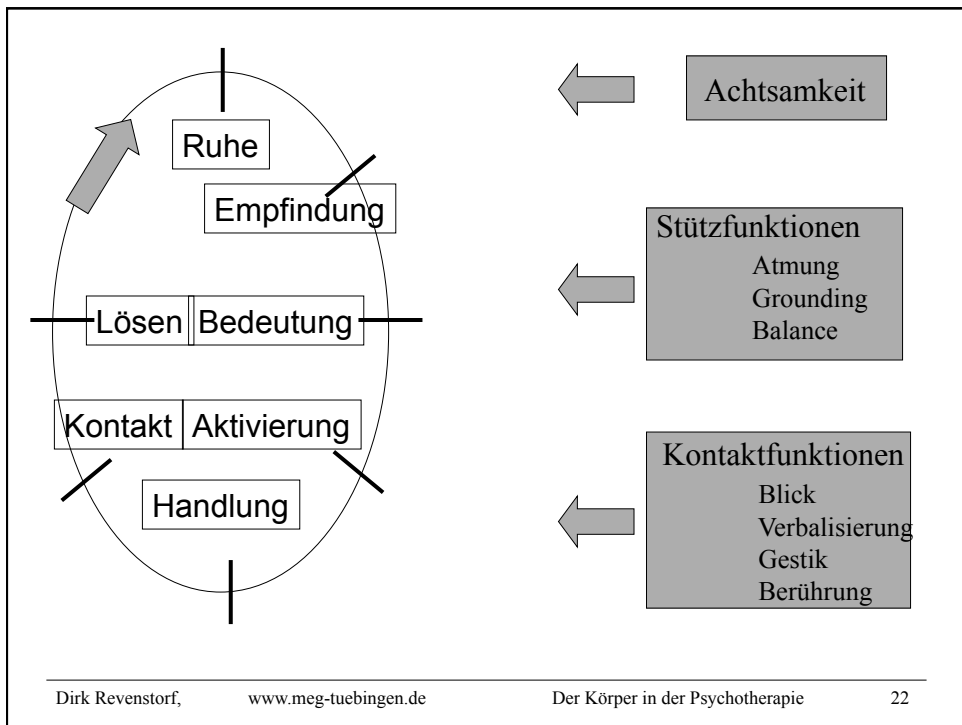 Ruhe
Empfindung
Lösen Bedeutung
Kontakt Aktivierung
Handlung
Achtsamkeit
Stützfunktionen
Atmung
Grounding
Balance
Kontaktfunktionen
Blick
Verbalisierung
Gestik
Berührung
Dirk Revenstorf, www.meg-tuebingen.de Der Körper in der Psychotherapie 22